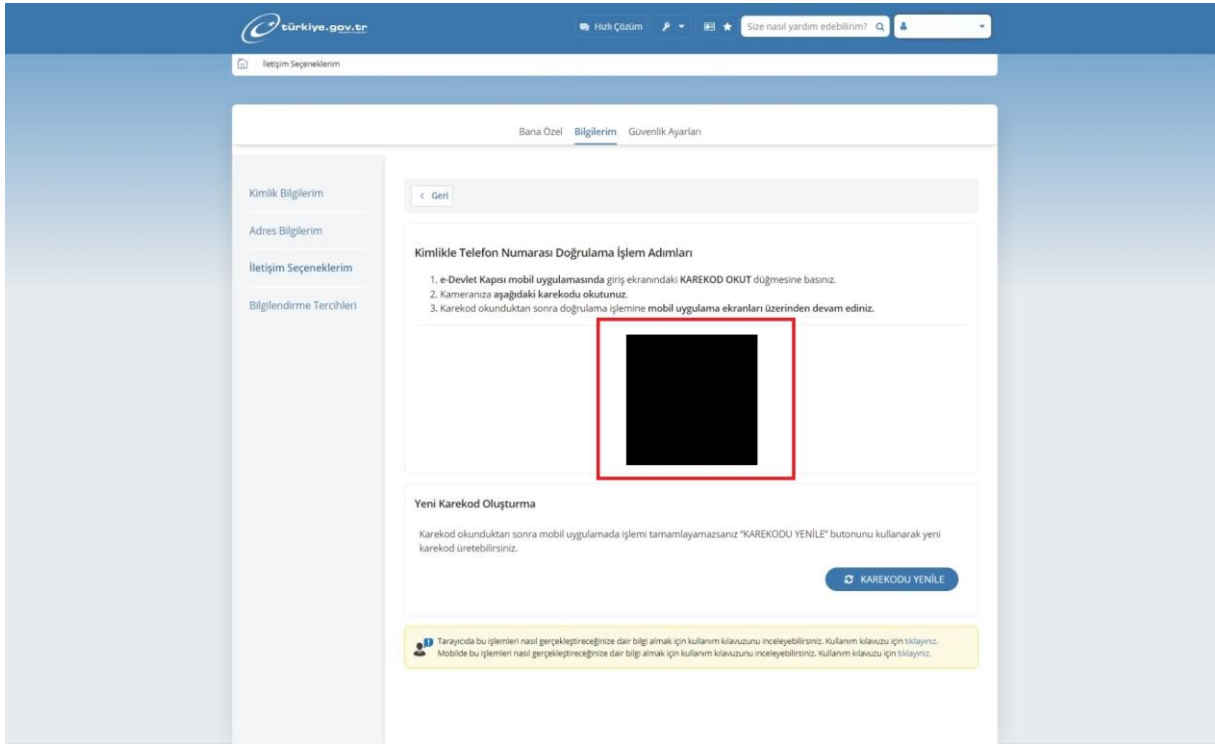 türkiye.gov.tr
Hızlı Çözüm
Size nasıl yardım edebilirim?
İletişim Seçeneklerim
Bana Özel Bilgilerim Güvenlik Ayarları
Kimlik Bilgilerim
Adres Bilgilerim
İletişim Seçeneklerim
Bilgilendirme Tercihleri
< Geri
Kimlikle Telefon Numarası Doğrulama İşlem Adımları
1. e-Devlet Kapısı mobil uygulamasında giriş ekranındaki KAREKOD OKUT düğmesine basınız.
2. Kameranıza aşağıdaki karekodu okutunuz.
3. Karekod okunduktan sonra doğrulama işlemine mobil uygulama ekranları üzerinden devam ediniz.
Yeni Karekod Oluşturma
Karekod okunduktan sonra mobil uygulamada işlemi tamamlayamazsanız "KAREKODU YENİLE" butonunu kullanarak yeni
karekod üretebilirsiniz.
KAREKODU YENİLE
Tarayıcıda bu işlemleri nasıl gerçekleştireceğinize dair bilgi almak için kullanım kılavuzunu inceleyebilirsiniz. Kullanım kılavuzu için tıklayınız.
Mobilde bu işlemleri nasıl gerçekleştireceğinize dair bilgi almak için kullanım kılavuzunu inceleyebilirsiniz. Kullanım kılavuzu için tıklayınız.